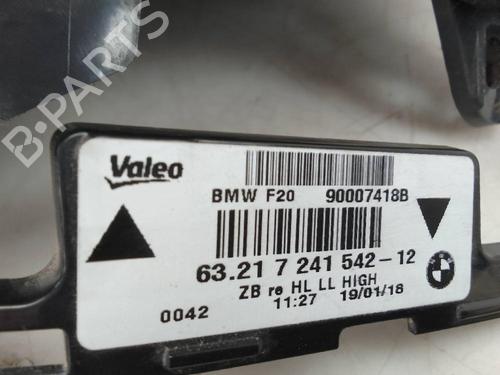 B-PARTS
Valeo
BMW F20 90007418B
63.21 7 241 542-12
ZB re HL LL HIGH
0042 11:27 19/01/18